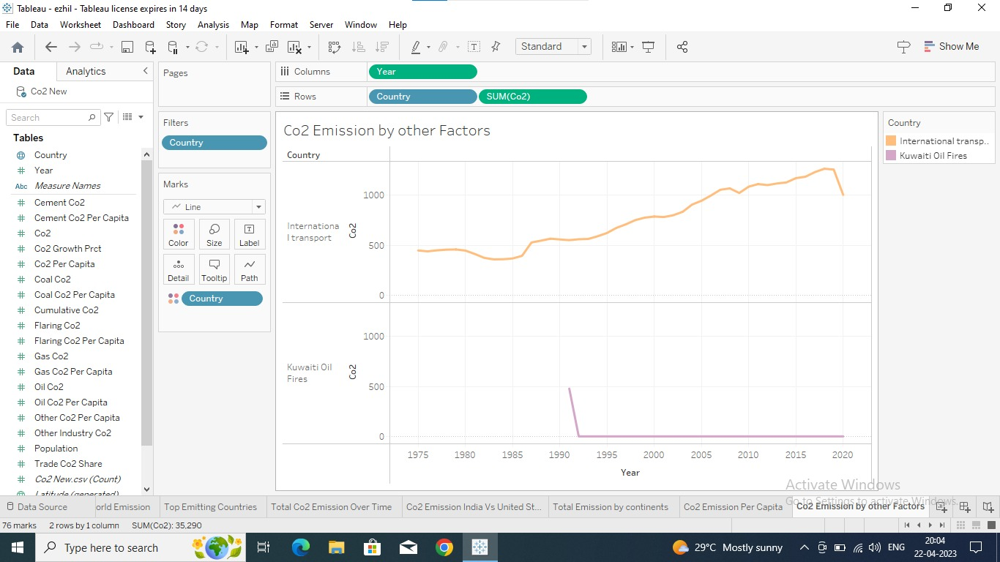 Tableau - ezhil - Tableau license expires in 14 days
File Data Worksheet Dashboard Story Analysis Map Format Server Window Help
Standard
Show Me
Data Analytics
Co2 New
Search
Tables
Country
Year
Abc Measure Names
Cement Co2
Cement Co2 Per Capita
Co2
Co2 Growth Prct
Co2 Per Capita
Coal Co2
Coal Co2 Per Capita
Cumulative Co2
Flaring Co2
Flaring Co2 Per Capita
Gas Co2
Gas Co2 Per Capita
Oil Co2
Oil Co2 Per Capita
Other Co2 Per Capita
Other Industry Co2
Population
Trade Co2 Share
Co2 New.csv (Count)
Latitude (generated)
Pages
Filters
Country
Marks
Line
Color Size Label
Detail Tooltip Path
Country
Columns Year
Rows Country SUM(Co2)
Co2 Emission by other Factors
Country
Internationa
l transport
Co2
1000
500
0
Kuwaiti Oil
Fires
Co2
1000
500
0
1975 1980 1985 1990 1995 2000 2005 2010 2015 2020
Year
Country
International transp..
Kuwaiti Oil Fires
Activate Windows
Go to Settings to activate Windows.
Data Source orld Emission Top Emitting Countries Total Co2 Emission Over Time Co2 Emission India Vs United St... Total Emission by continents Co2 Emission Per Capita Co2 Emission by other Factors
76 marks 2 rows by 1 column SUM(Co2): 35,290
Type here to search
29°C Mostly sunny
ENG
20:04
22-04-2023